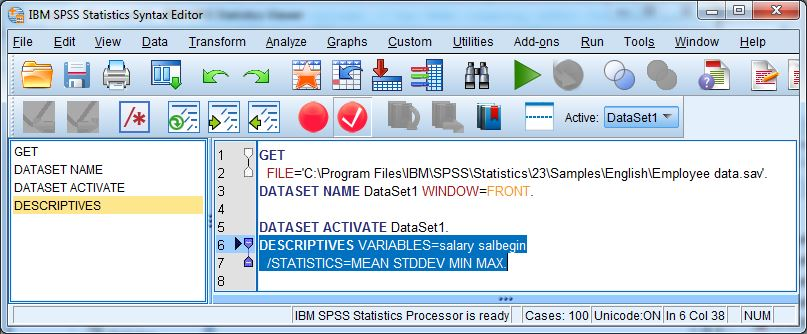 IBM SPSS Statistics Syntax Editor
File Edit View Data Transform Analyze Graphs Custom Utilities Add-ons Run Tools Window Help
/*
Active: DataSet1
GET
DATASET NAME
DATASET ACTIVATE
DESCRIPTIVES
1 GET
2 FILE='C:\Program Files\IBM\SPSS\Statistics\23\Samples\English\Employee data.sav'.
3 DATASET NAME DataSet1 WINDOW=FRONT.
4
5 DATASET ACTIVATE DataSet1.
6 DESCRIPTIVES VARIABLES=salary salbegin
7 /STATISTICS=MEAN STDDEV MIN MAX.
8
IBM SPSS Statistics Processor is ready Cases: 100 Unicode:ON In 6 Col 38 NUM